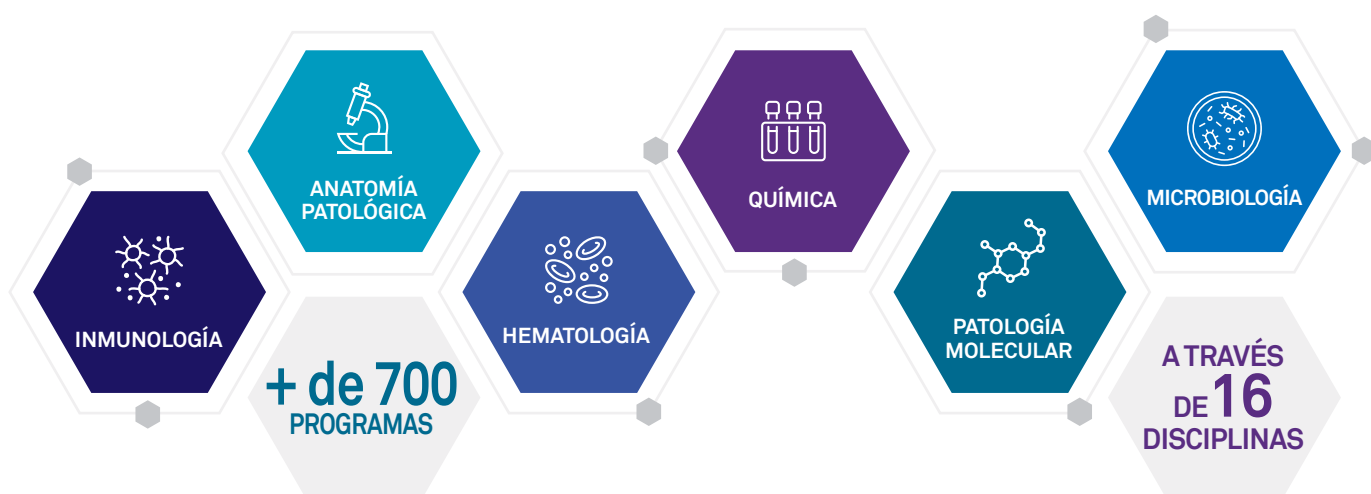 INMUNOLOGÍA
ANATOMÍA
PATOLÓGICA
+ de 700
PROGRAMAS
HEMATOLOGÍA
QUÍMICA
PATOLOGÍA
MOLECULAR
MICROBIOLOGÍA
A TRAVÉS
DE 16
DISCIPLINAS